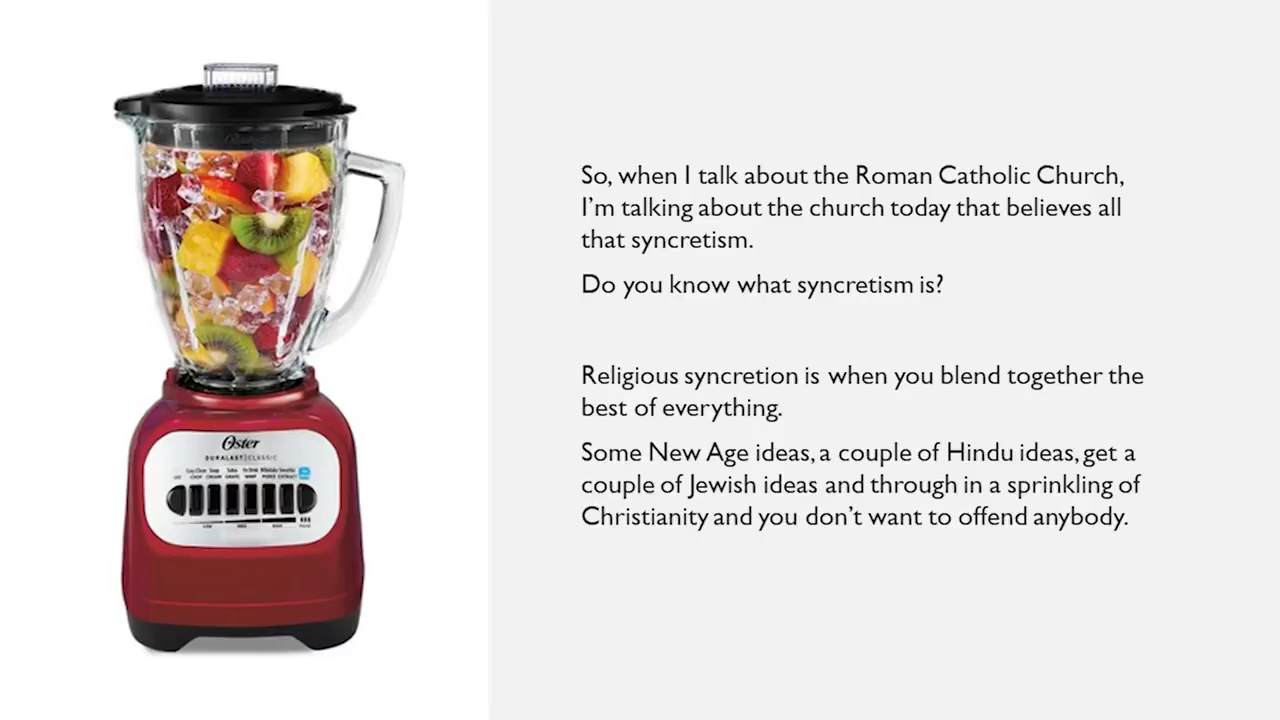 So, when I talk about the Roman Catholic Church,
I'm talking about the church today that believes all
that syncretism.
Do you know what syncretism is?
Religious syncretion is when you blend together the
best of everything.
Some New Age ideas, a couple of Hindu ideas, get a
couple of Jewish ideas and through in a sprinkling of
Christianity and you don't want to offend anybody.
Oster
DURALAST CLASSIC